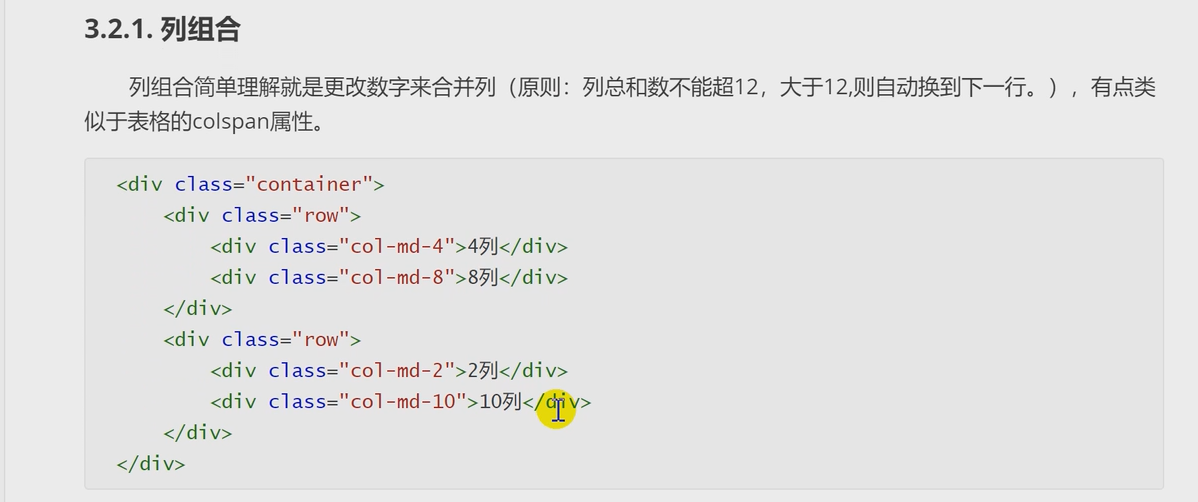 3.2.1. 列组合
列组合简单理解就是更改数字来合并列（原则：列总和数不能超12，大于12,则自动换到下一行。），有点类
似于表格的colspan属性。
<div class="container">
    <div class="row">
        <div class="col-md-4">4列</div>
        <div class="col-md-8">8列</div>
    </div>
    <div class="row">
        <div class="col-md-2">2列</div>
        <div class="col-md-10">10列</div>
    </div>
</div>